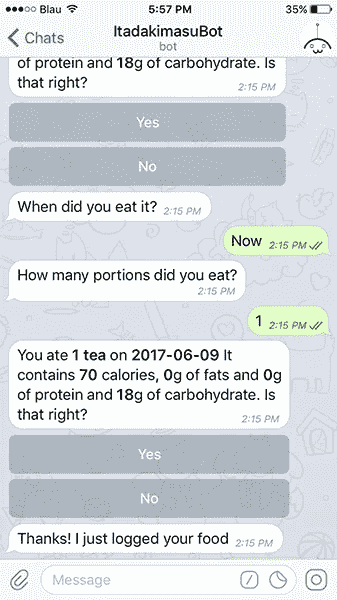 Blau 5:57 PM 35%
Chats ItadakimasuBot
bot
of protein and 18g of carbohydrate. Is
that right? 2:15 PM
Yes
No
When did you eat it? 2:15 PM
Now 2:15 PM
How many portions did you eat?
2:15 PM
1 2:15 PM
You ate 1 tea on 2017-06-09 It
contains 70 calories, 0g of fats and 0g
of protein and 18g of carbohydrate. Is
that right? 2:15 PM
Yes
No
Thanks! I just logged your food 2:15 PM
Message